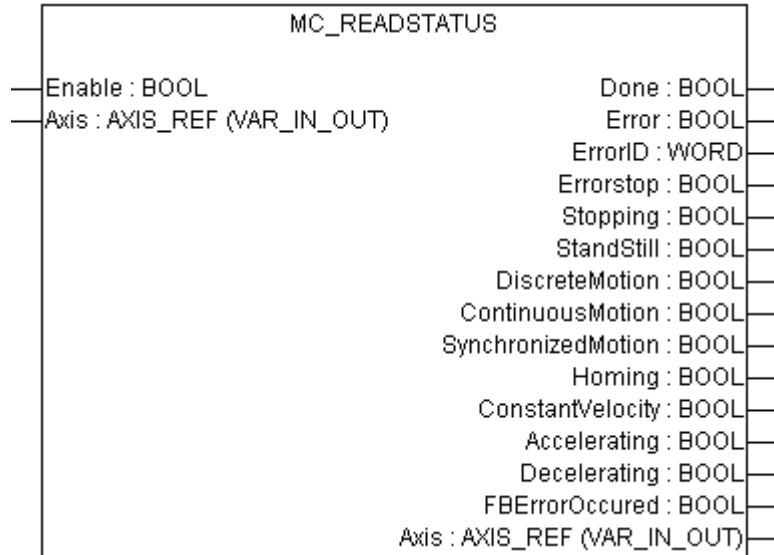 MC_READSTATUS
Enable : BOOL Done : BOOL
Axis : AXIS_REF (VAR_IN_OUT) Error : BOOL
ErrorID : WORD
Errorstop : BOOL
Stopping : BOOL
StandStill : BOOL
DiscreteMotion : BOOL
ContinuousMotion : BOOL
SynchronizedMotion : BOOL
Homing : BOOL
ConstantVelocity : BOOL
Accelerating : BOOL
Decelerating : BOOL
FBErrorOccured : BOOL
Axis : AXIS_REF (VAR_IN_OUT)